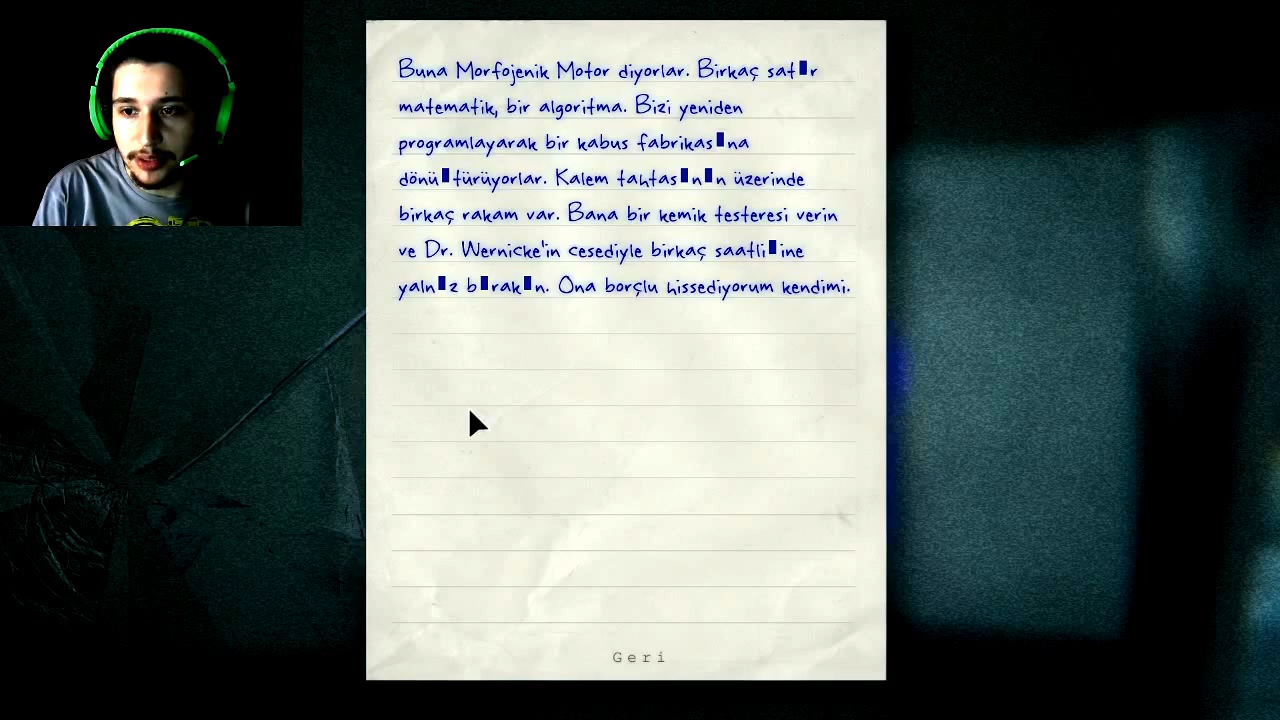 Buna Morfojenik Motor diyorlar. Birkaç sat▮r
matematik, bir algoritma. Bizi yeniden
programlayarak bir kabus fabrikas▮na
dönü▮türüyorlar. Kalem tahtas▮n▮n üzerinde
birkaç rakam var. Bana bir kemik testeresi verin
ve Dr. Wernicke'in cesediyle birkaç saatli▮ine
yaln▮z b▮rak▮n. Ona borçlu hissediyorum kendimi.
Geri